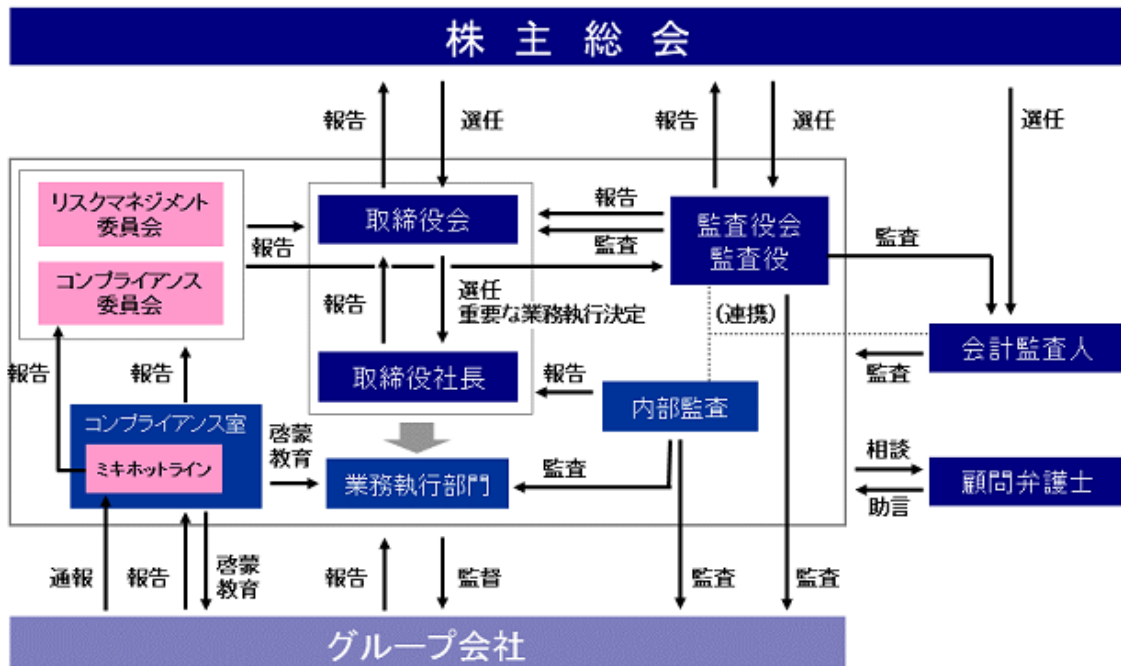 株主総会
報告
選任
報告
選任
選任
リスクマネジメント
委員会
コンプライアンス
委員会
報告
取締役会
報告
監査
監査役会
監査役
監査
報告
選任
重要な業務執行決定
(連携)
会計監査人
監査
報告
報告
取締役社長
報告
内部監査
コンプライアンス室
ミキホットライン
啓蒙
教育
業務執行部門
監査
相談
助言
顧問弁護士
通報
報告
啓蒙
教育
報告
監督
監査
監査
グループ会社